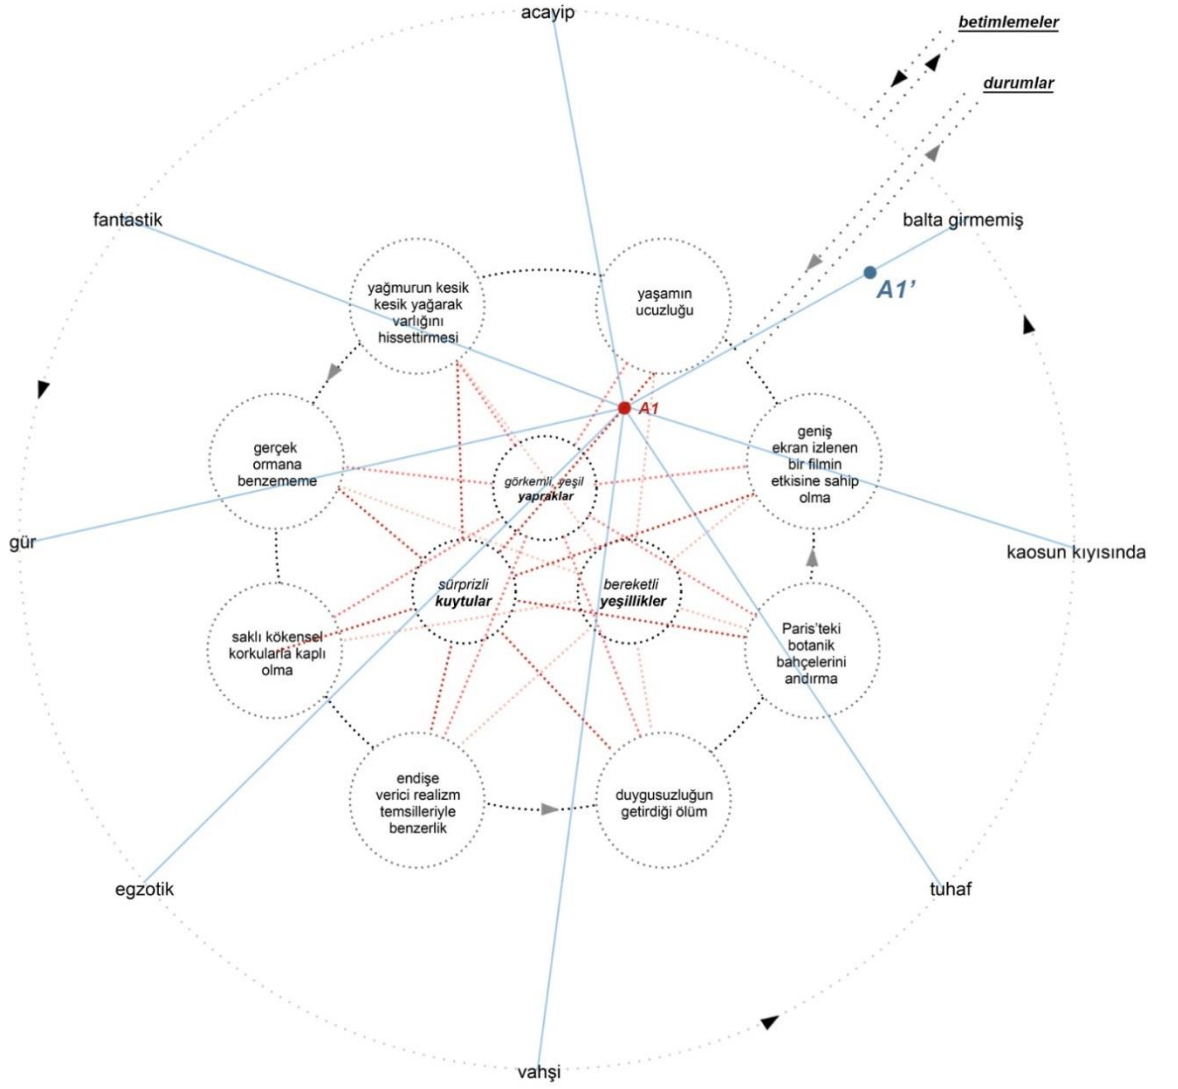 acayip
betimlemeler
durumlar
fantastik
balta girmemiş
A1’
yağmurun kesik
kesik yağarak
varlığını
hissettirmesi
yaşamın
ucuzluğu
A1
gerçek
ormana
benzememe
görkemli, yeşil
yapraklar
geniş
ekran izlenen
bir filmin
etkisine sahip
olma
gür
kaosun kıyısında
sürprizli
kuytular
bereketli
yeşillikler
saklı kökensel
korkularla kaplı
olma
Paris’teki
botanik
bahçelerini
andırma
endişe
verici realizm
temsilleriyle
benzerlik
duygusuzluğun
getirdiği ölüm
egzotik
tuhaf
vahşi